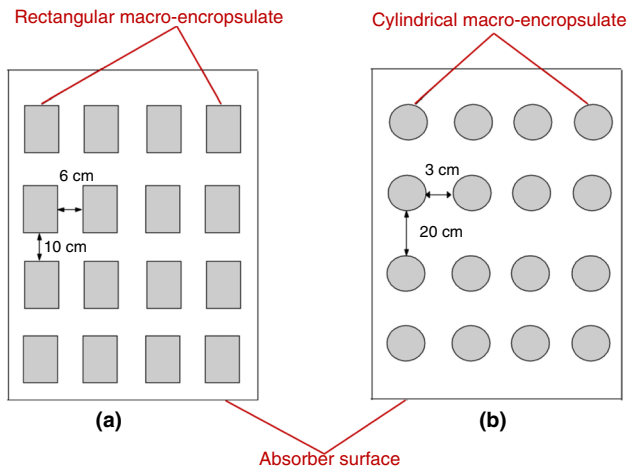 Rectangular macro-encropsulate
Cylindrical macro-encropsulate
6 cm
10 cm
3 cm
20 cm
(a)
(b)
Absorber surface